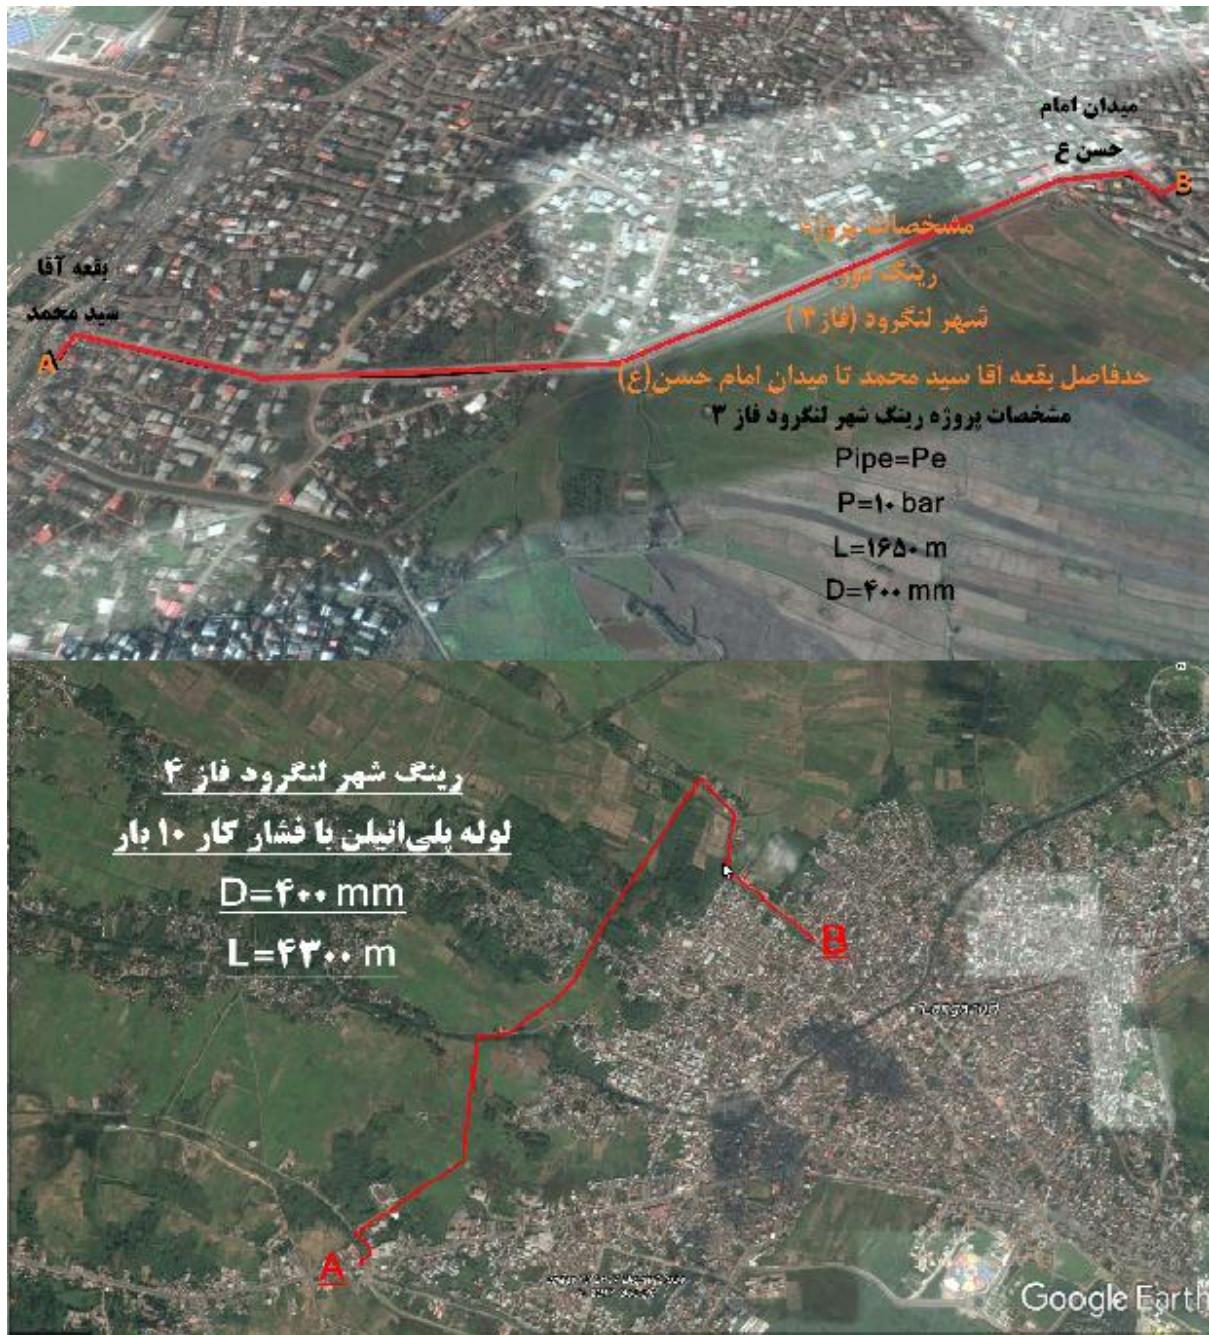 میدان امام
حسن ع
B
مشخصات پروژه
رینگ دور
شهر لنگرود (فاز ۳)
حدفاصل بقعه آقا سید محمد تا میدان امام حسن(ع)
بقعه آقا
سید محمد
A
مشخصات پروژه رینگ شهر لنگرود فاز ۳
Pipe=Pe
P=۱۰ bar
L=۱۶۵۰ m
D=۴۰۰ mm
رینگ شهر لنگرود فاز ۴
لوله پلی‌اتیلن با فشار کار ۱۰ بار
D=۴۰۰ mm
L=۴۳۰۰ m
B
Langarud
A
Google Earth